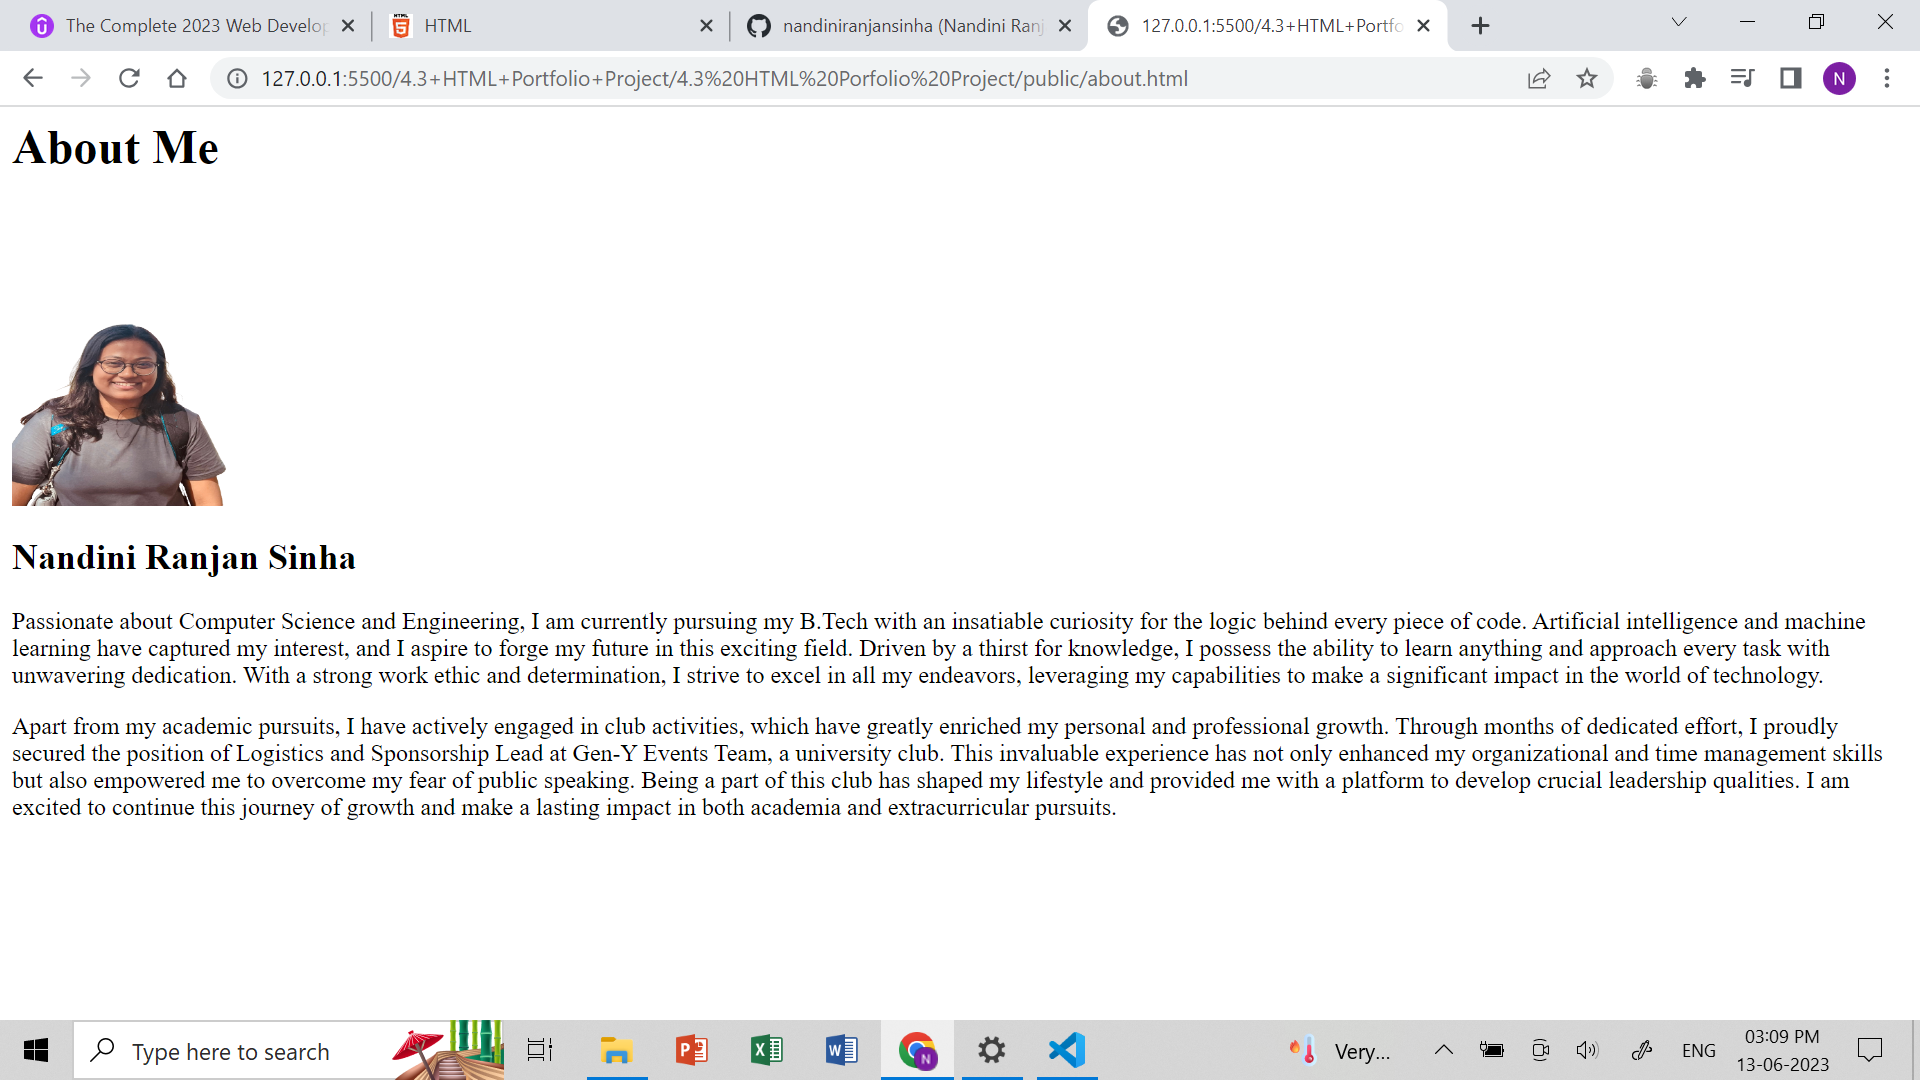 The Complete 2023 Web Develop
HTML
nandiniranjansinha (Nandini Ranj
127.0.0.1:5500/4.3+HTML+Portfo
127.0.0.1:5500/4.3+HTML+Portfolio+Project/4.3%20HTML%20Porfolio%20Project/public/about.html
N
About Me
Nandini Ranjan Sinha
Passionate about Computer Science and Engineering, I am currently pursuing my B.Tech with an insatiable curiosity for the logic behind every piece of code. Artificial intelligence and machine
learning have captured my interest, and I aspire to forge my future in this exciting field. Driven by a thirst for knowledge, I possess the ability to learn anything and approach every task with
unwavering dedication. With a strong work ethic and determination, I strive to excel in all my endeavors, leveraging my capabilities to make a significant impact in the world of technology.
Apart from my academic pursuits, I have actively engaged in club activities, which have greatly enriched my personal and professional growth. Through months of dedicated effort, I proudly
secured the position of Logistics and Sponsorship Lead at Gen-Y Events Team, a university club. This invaluable experience has not only enhanced my organizational and time management skills
but also empowered me to overcome my fear of public speaking. Being a part of this club has shaped my lifestyle and provided me with a platform to develop crucial leadership qualities. I am
excited to continue this journey of growth and make a lasting impact in both academia and extracurricular pursuits.
Type here to search
N
Very...
ENG
03:09 PM
13-06-2023